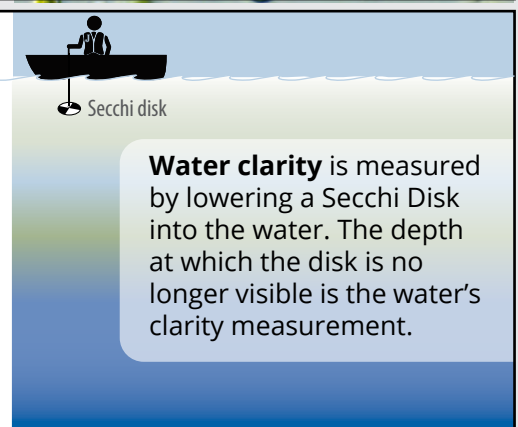 Secchi disk
Water clarity is measured
by lowering a Secchi Disk
into the water. The depth
at which the disk is no
longer visible is the water’s
clarity measurement.